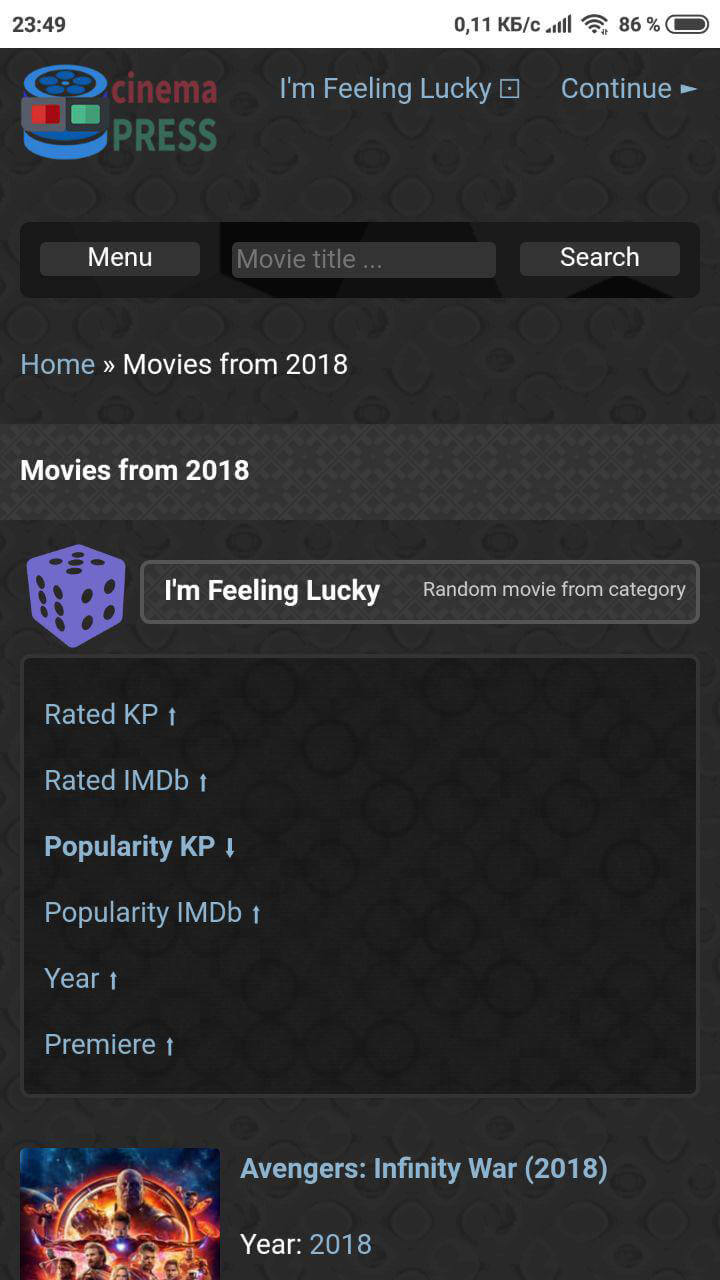 23:49 0,11 КБ/с 86 %
cinema
PRESS
I'm Feeling Lucky ⚀ Continue ►
Menu Movie title ... Search
Home » Movies from 2018
Movies from 2018
I'm Feeling Lucky Random movie from category
Rated KP ↑
Rated IMDb ↑
Popularity KP ↓
Popularity IMDb ↑
Year ↑
Premiere ↑
Avengers: Infinity War (2018)
Year: 2018